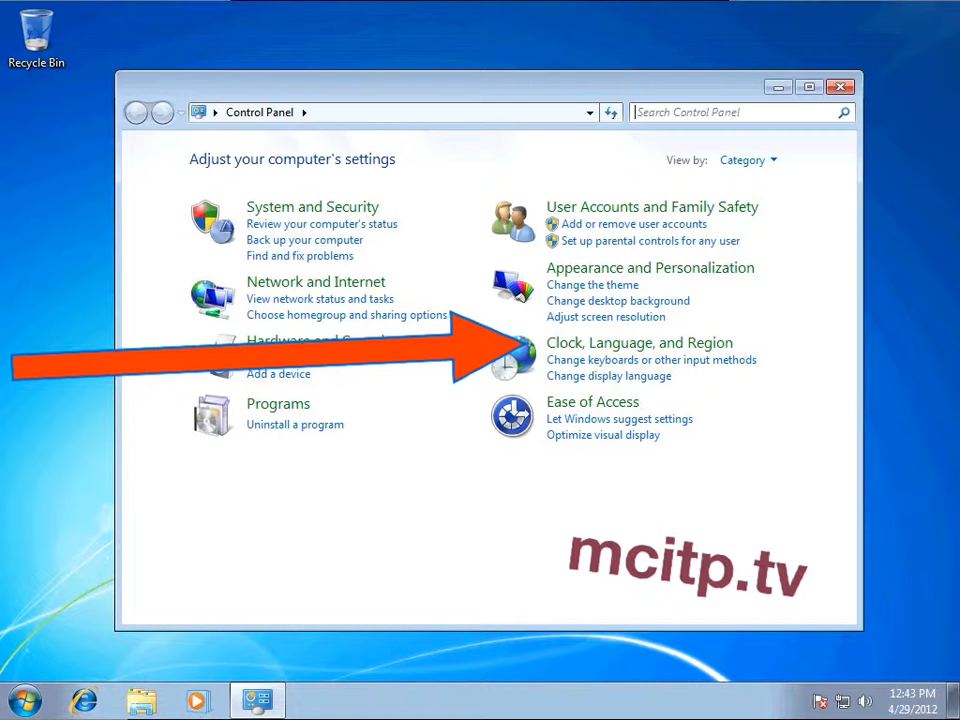 Recycle Bin
Control Panel
Search Control Panel
Adjust your computer's settings
View by: Category
System and Security
Review your computer's status
Back up your computer
Find and fix problems
Network and Internet
View network status and tasks
Choose homegroup and sharing options
Hardware and
Add a device
Programs
Uninstall a program
User Accounts and Family Safety
Add or remove user accounts
Set up parental controls for any user
Appearance and Personalization
Change the theme
Change desktop background
Adjust screen resolution
Clock, Language, and Region
Change keyboards or other input methods
Change display language
Ease of Access
Let Windows suggest settings
Optimize visual display
mcitp.tv
12:43 PM
4/29/2012